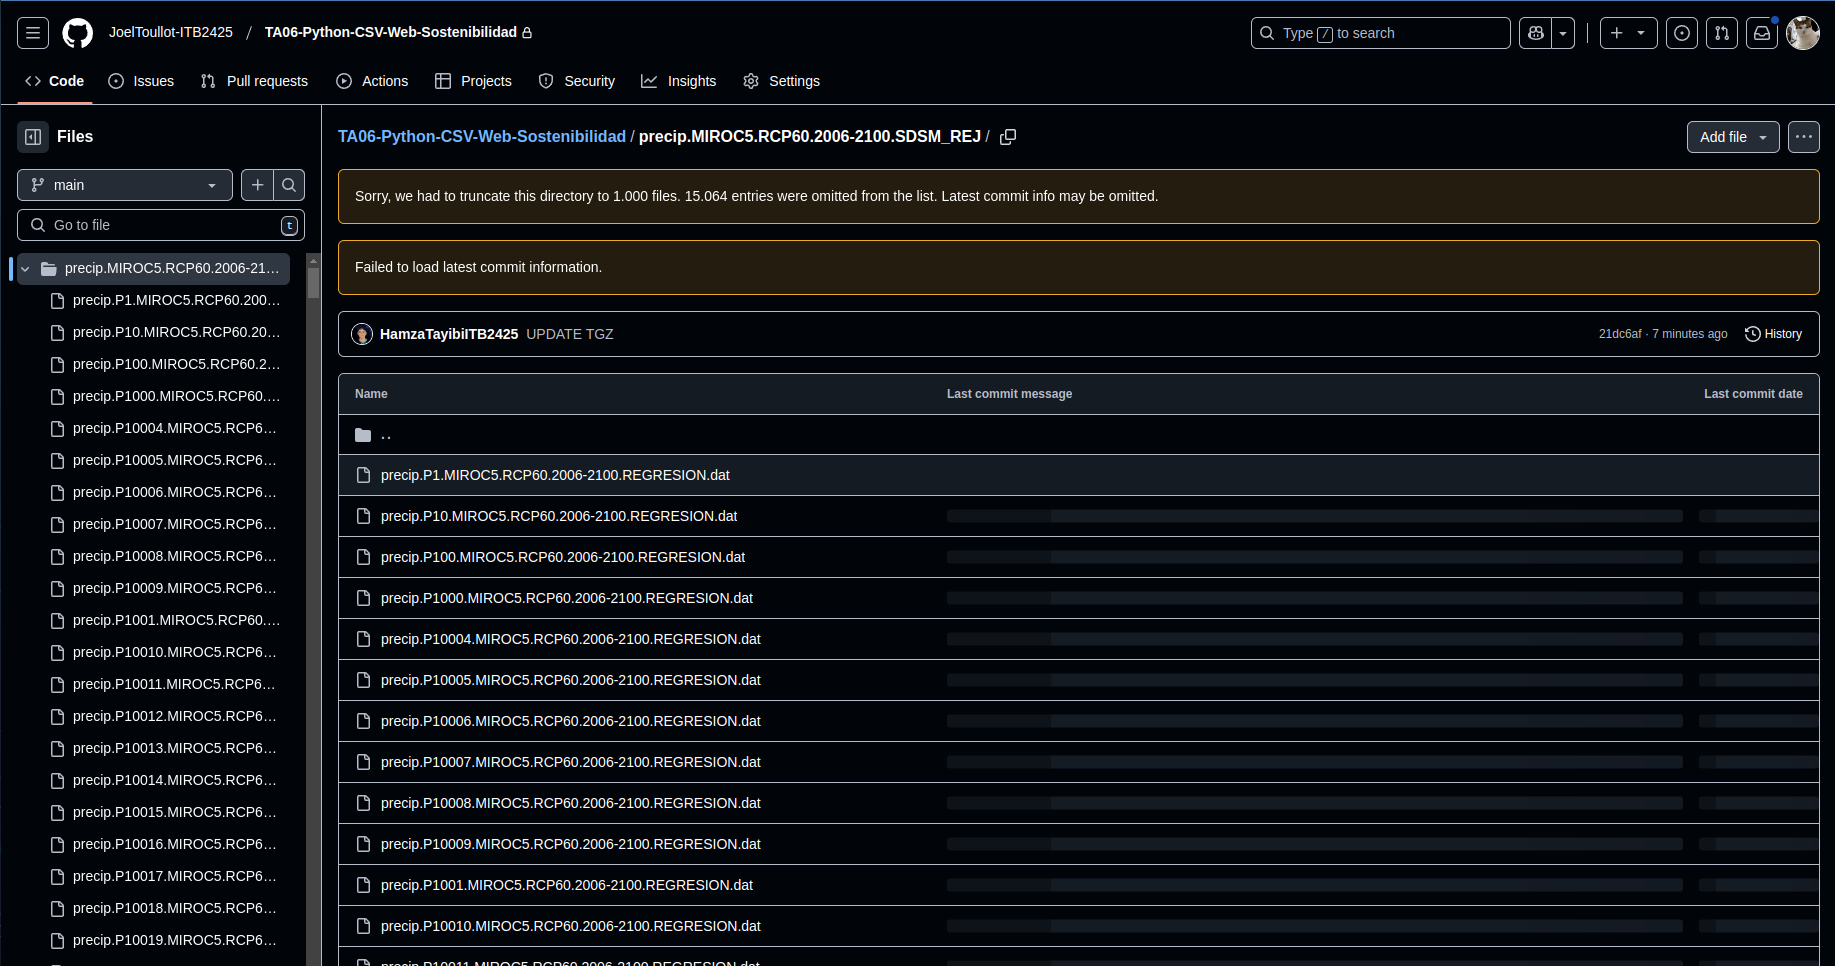 JoelToullot-ITB2425 / TA06-Python-CSV-Web-Sostenibilidad
Type / to search
Code Issues Pull requests Actions Projects Security Insights Settings
Files
main
Go to file t
precip.MIROC5.RCP60.2006-21...
precip.P1.MIROC5.RCP60.200...
precip.P10.MIROC5.RCP60.20...
precip.P100.MIROC5.RCP60.2...
precip.P1000.MIROC5.RCP60....
precip.P10004.MIROC5.RCP6...
precip.P10005.MIROC5.RCP6...
precip.P10006.MIROC5.RCP6...
precip.P10007.MIROC5.RCP6...
precip.P10008.MIROC5.RCP6...
precip.P10009.MIROC5.RCP6...
precip.P1001.MIROC5.RCP60....
precip.P10010.MIROC5.RCP6...
precip.P10011.MIROC5.RCP6...
precip.P10012.MIROC5.RCP6...
precip.P10013.MIROC5.RCP6...
precip.P10014.MIROC5.RCP6...
precip.P10015.MIROC5.RCP6...
precip.P10016.MIROC5.RCP6...
precip.P10017.MIROC5.RCP6...
precip.P10018.MIROC5.RCP6...
precip.P10019.MIROC5.RCP6...
TA06-Python-CSV-Web-Sostenibilidad / precip.MIROC5.RCP60.2006-2100.SDSM_REJ /
Add file
Sorry, we had to truncate this directory to 1.000 files. 15.064 entries were omitted from the list. Latest commit info may be omitted.
Failed to load latest commit information.
HamzaTayibiITB2425 UPDATE TGZ
21dc6af · 7 minutes ago History
Name Last commit message Last commit date
..
precip.P1.MIROC5.RCP60.2006-2100.REGRESION.dat
precip.P10.MIROC5.RCP60.2006-2100.REGRESION.dat
precip.P100.MIROC5.RCP60.2006-2100.REGRESION.dat
precip.P1000.MIROC5.RCP60.2006-2100.REGRESION.dat
precip.P10004.MIROC5.RCP60.2006-2100.REGRESION.dat
precip.P10005.MIROC5.RCP60.2006-2100.REGRESION.dat
precip.P10006.MIROC5.RCP60.2006-2100.REGRESION.dat
precip.P10007.MIROC5.RCP60.2006-2100.REGRESION.dat
precip.P10008.MIROC5.RCP60.2006-2100.REGRESION.dat
precip.P10009.MIROC5.RCP60.2006-2100.REGRESION.dat
precip.P1001.MIROC5.RCP60.2006-2100.REGRESION.dat
precip.P10010.MIROC5.RCP60.2006-2100.REGRESION.dat
precip.P10011.MIROC5.RCP60.2006-2100.REGRESION.dat